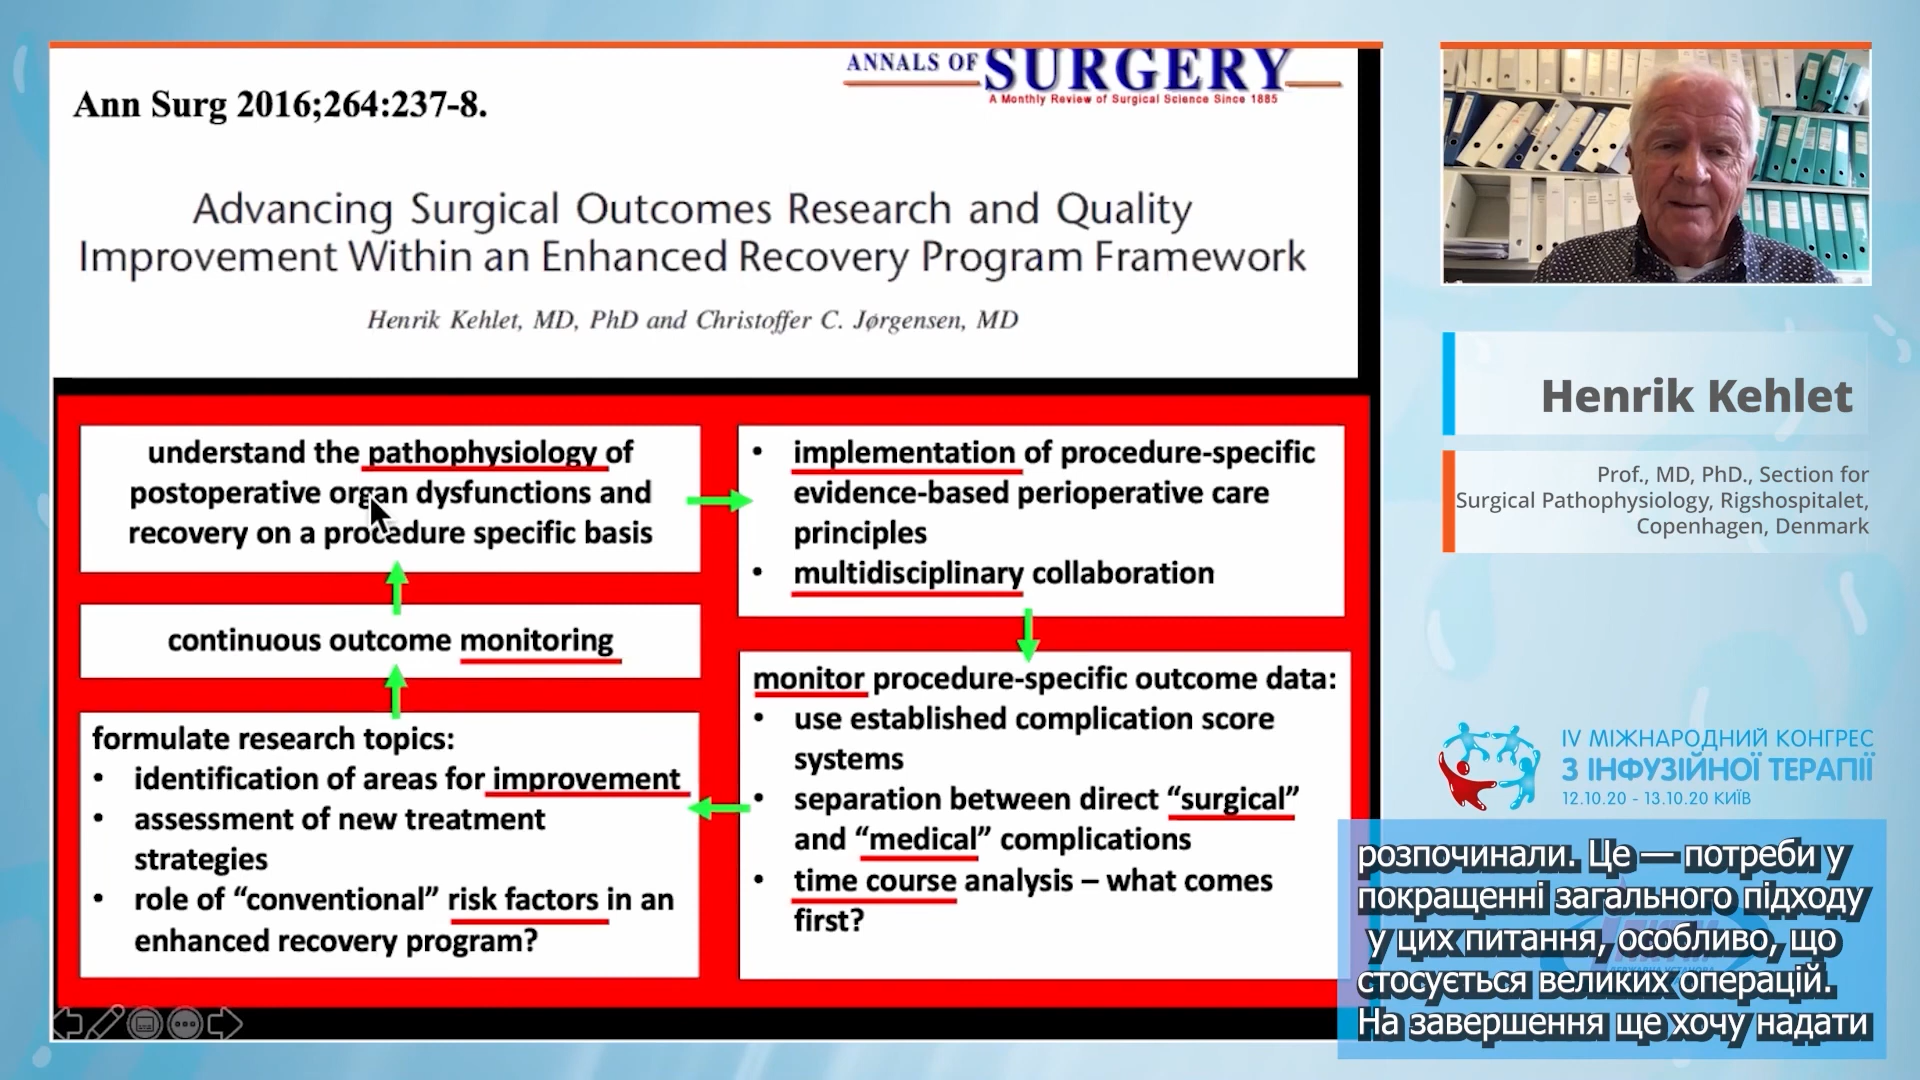 ANNALS OF SURGERY
A Monthly Review of Surgical Science Since 1885
Ann Surg 2016;264:237-8.
Advancing Surgical Outcomes Research and Quality
Improvement Within an Enhanced Recovery Program Framework
Henrik Kehlet, MD, PhD and Christoffer C. Jørgensen, MD
understand the pathophysiology of
postoperative organ dysfunctions and
recovery on a procedure specific basis
• implementation of procedure-specific
evidence-based perioperative care
principles
• multidisciplinary collaboration
continuous outcome monitoring
monitor procedure-specific outcome data:
• use established complication score
systems
• separation between direct “surgical”
and “medical” complications
• time course analysis – what comes
first?
formulate research topics:
• identification of areas for improvement
• assessment of new treatment
strategies
• role of “conventional” risk factors in an
enhanced recovery program?
Henrik Kehlet
Prof., MD, PhD., Section for
Surgical Pathophysiology, Rigshospitalet,
Copenhagen, Denmark
IV МІЖНАРОДНИЙ КОНГРЕС
З ІНФУЗІЙНОЇ ТЕРАПІЇ
12.10.20 - 13.10.20 КИЇВ
розпочинали. Це — потреби у
покращенні загального підходу
у цих питання, особливо, що
стосується великих операцій.
На завершення ще хочу надати